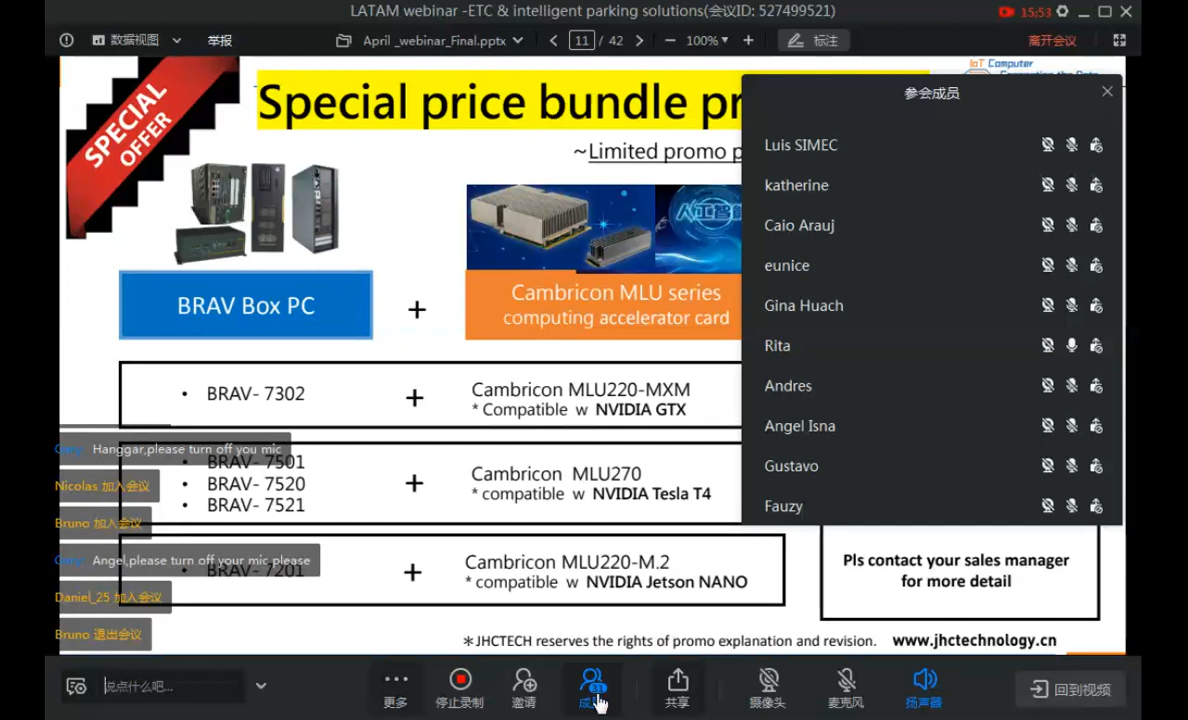 LATAM webinar -ETC & intelligent parking solutions(会议ID: 527499521)
15:53
数据视图
举报
April _webinar_Final.pptx
11 / 42
100%
标注
离开会议
IoT Computer
SPECIAL
OFFER
Special price bundle pr
~Limited promo p
人工智能
BRAV Box PC
+
Cambricon MLU series
computing accelerator card
• BRAV- 7302
+
Cambricon MLU220-MXM
* Compatible w NVIDIA GTX
• BRAV- 7501
• BRAV- 7520
• BRAV- 7521
+
Cambricon MLU270
* compatible w NVIDIA Tesla T4
BRAV- 7201
+
Cambricon MLU220-M.2
* compatible w NVIDIA Jetson NANO
Pls contact your sales manager
for more detail
＊JHCTECH reserves the rights of promo explanation and revision.
www.jhctechnology.cn
参会成员
Luis SIMEC
katherine
Caio Arauj
eunice
Gina Huach
Rita
Andres
Angel Isna
Gustavo
Fauzy
Hanggar,please turn off you mic
Nicolas 加入会议
Bruno 加入会议
Angel,please turn off your mic please
Daniel_25 加入会议
Bruno 退出会议
说点什么吧...
更多
停止录制
邀请
共享
摄像头
麦克风
扬声器
回到视频